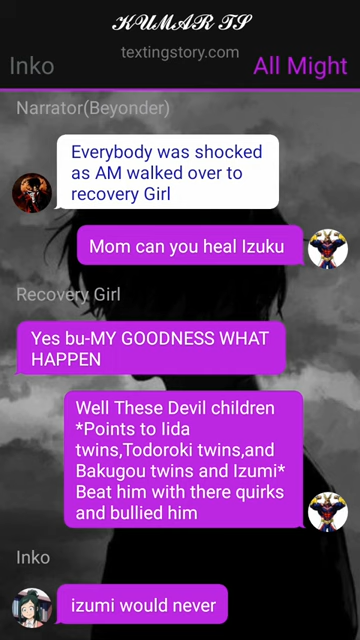 KUMAR TS
textingstory.com
Inko
All Might
Narrator(Beyonder)
Everybody was shocked
as AM walked over to
recovery Girl
Mom can you heal Izuku
Recovery Girl
Yes bu-MY GOODNESS WHAT
HAPPEN
Well These Devil children
*Points to Iida
twins,Todoroki twins,and
Bakugou twins and Izumi*
Beat him with there quirks
and bullied him
Inko
izumi would never